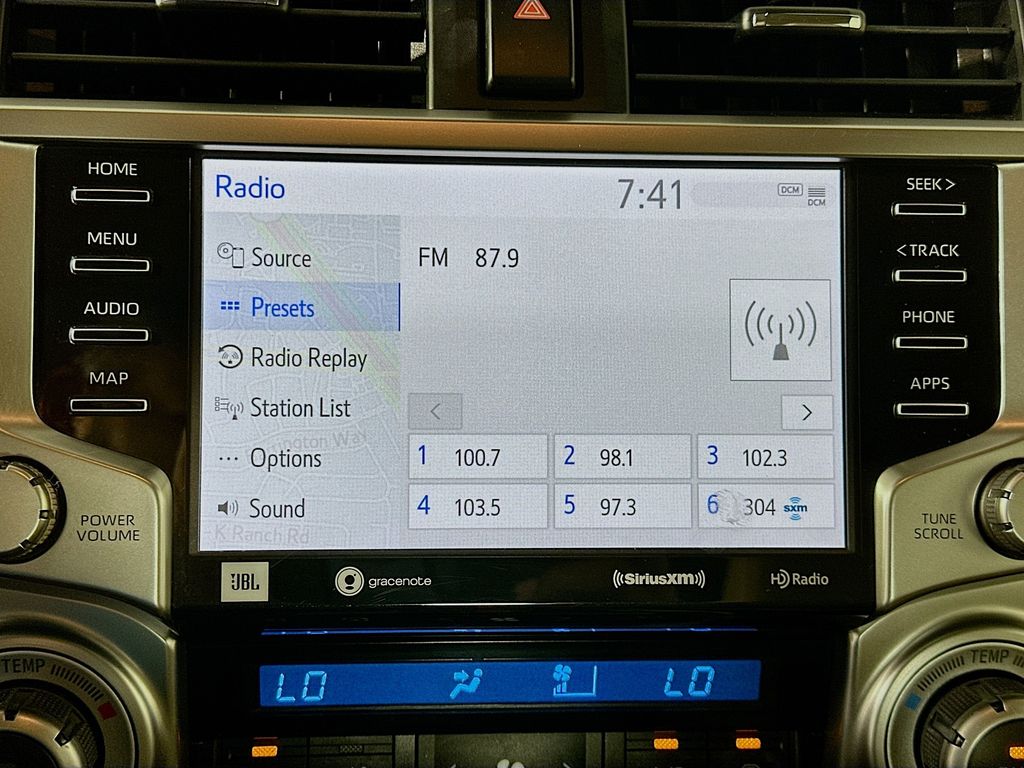 HOME
MENU
AUDIO
MAP
POWER
VOLUME
Radio
7:41
DCM
DCM
Source
Presets
Radio Replay
Station List
Options
Sound
K Ranch Rd
FM 87.9
<
>
1 100.7
2 98.1
3 102.3
4 103.5
5 97.3
6 304 sxm
SEEK >
< TRACK
PHONE
APPS
TUNE
SCROLL
JBL
gracenote
((SiriusXM))
HD Radio
TEMP
LO
LO
TEMP